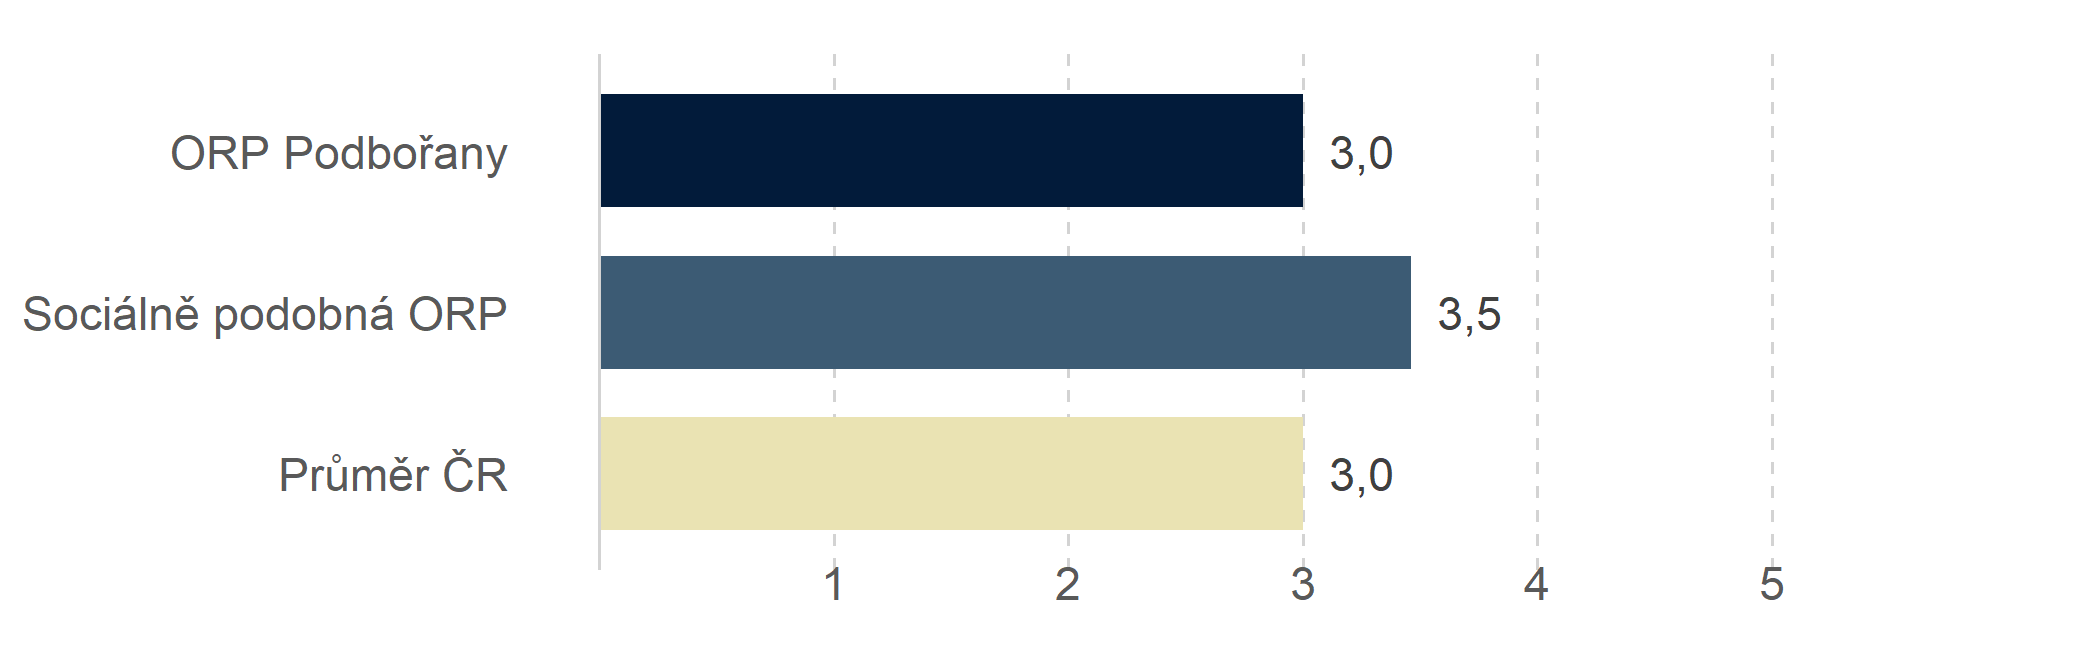 ORP Podbořany
3,0
Sociálně podobná ORP
3,5
Průměr ČR
3,0
1 2 3 4 5